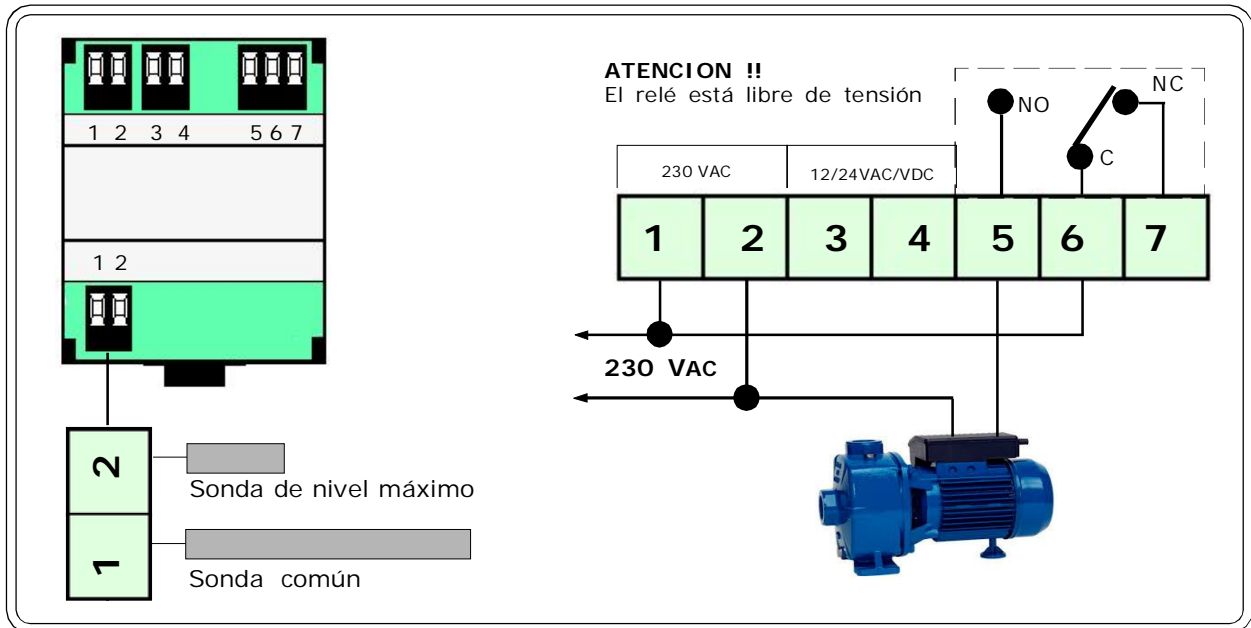 1 2 3 4 5 6 7
1 2
2
Sonda de nivel máximo
1
Sonda común
ATENCION !!
El relé está libre de tensión
NO
NC
C
230 VAC
12/24VAC/VDC
1 2 3 4 5 6 7
230 VAC